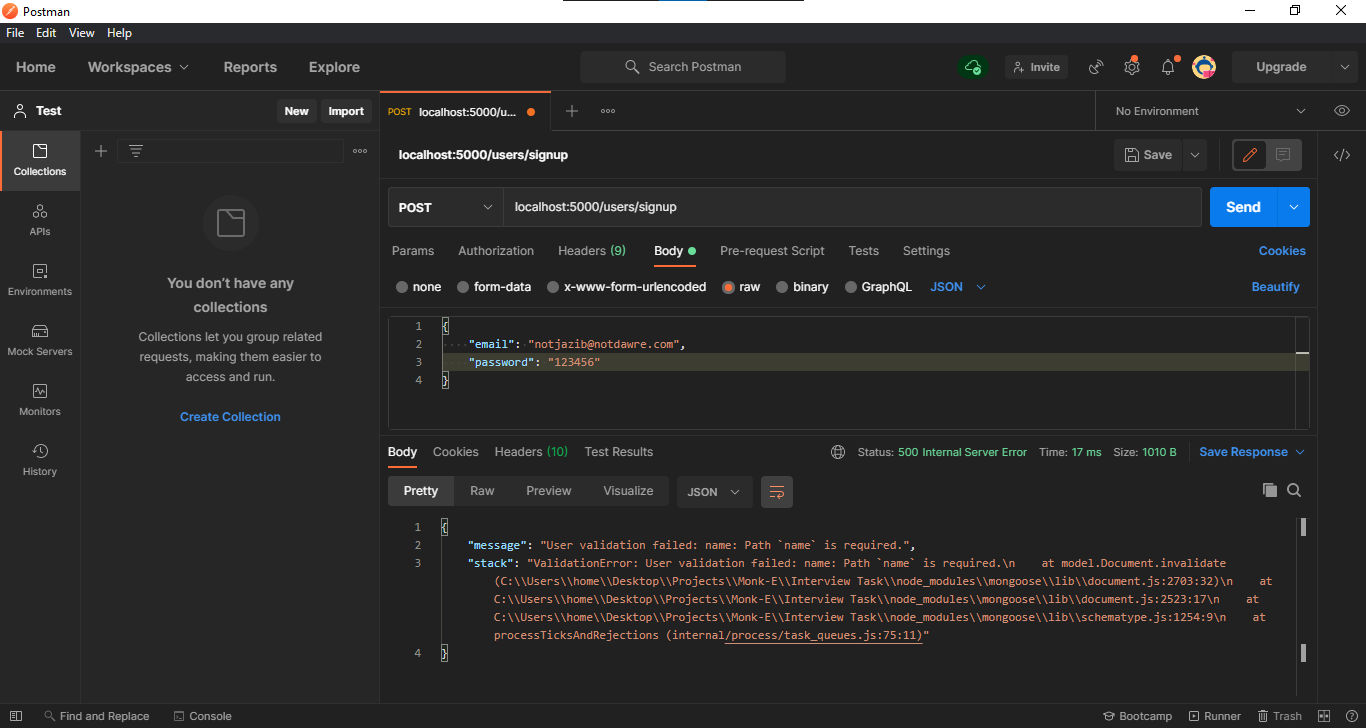 Postman
File Edit View Help
Home Workspaces Reports Explore Search Postman Invite Upgrade
Test New Import POST localhost:5000/u... No Environment
Collections
APIs
Environments
Mock Servers
Monitors
History
You don't have any
collections
Collections let you group related
requests, making them easier to
access and run.
Create Collection
localhost:5000/users/signup Save
POST localhost:5000/users/signup Send
Params Authorization Headers (9) Body Pre-request Script Tests Settings Cookies
none form-data x-www-form-urlencoded raw binary GraphQL JSON Beautify
1 {
2 ····"email": "notjazib@notdawre.com",
3 ····"password": "123456"
4 }
Body Cookies Headers (10) Test Results Status: 500 Internal Server Error Time: 17 ms Size: 1010 B Save Response
Pretty Raw Preview Visualize JSON
1 {
2 "message": "User validation failed: name: Path `name` is required.",
3 "stack": "ValidationError: User validation failed: name: Path `name` is required.\n    at model.Document.invalidate
(C:\\Users\\home\\Desktop\\Projects\\Monk-E\\Interview Task\\node_modules\\mongoose\\lib\\document.js:2703:32)\n    at
C:\\Users\\home\\Desktop\\Projects\\Monk-E\\Interview Task\\node_modules\\mongoose\\lib\\document.js:2523:17\n    at
C:\\Users\\home\\Desktop\\Projects\\Monk-E\\Interview Task\\node_modules\\mongoose\\lib\\schematype.js:1254:9\n    at
processTicksAndRejections (internal/process/task_queues.js:75:11)"
4 }
Find and Replace Console Bootcamp Runner Trash